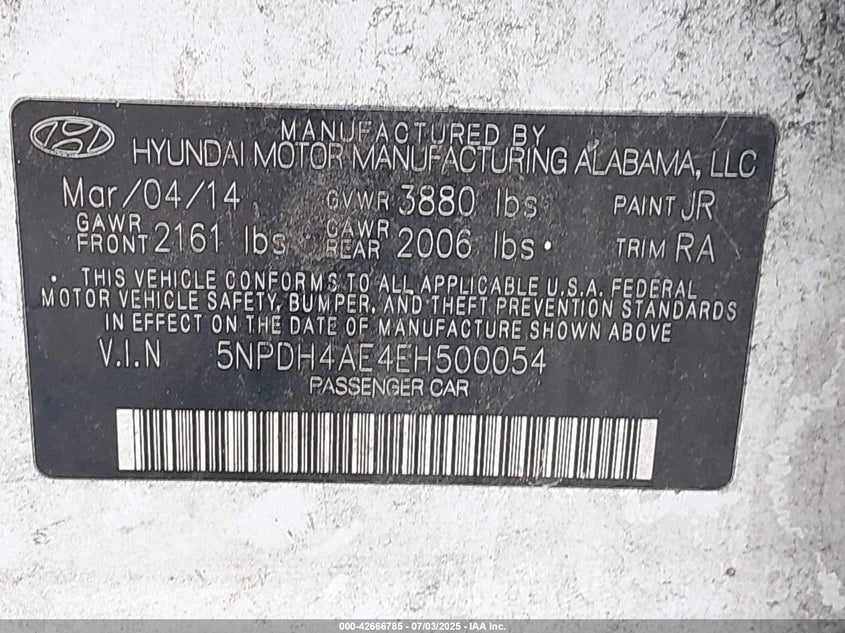 MANUFACTURED BY
HYUNDAI MOTOR MANUFACTURING ALABAMA, LLC
Mar/04/14 GVWR 3880 lbs PAINT JR
GAWR FRONT 2161 lbs GAWR REAR 2006 lbs TRIM RA
• THIS VEHICLE CONFORMS TO ALL APPLICABLE U.S.A. FEDERAL
MOTOR VEHICLE SAFETY, BUMPER, AND THEFT PREVENTION STANDARDS
IN EFFECT ON THE DATE OF MANUFACTURE SHOWN ABOVE
V.I.N 5NPDH4AE4EH500054
PASSENGER CAR
000-42666785 - 07/03/2025 - IAA Inc.